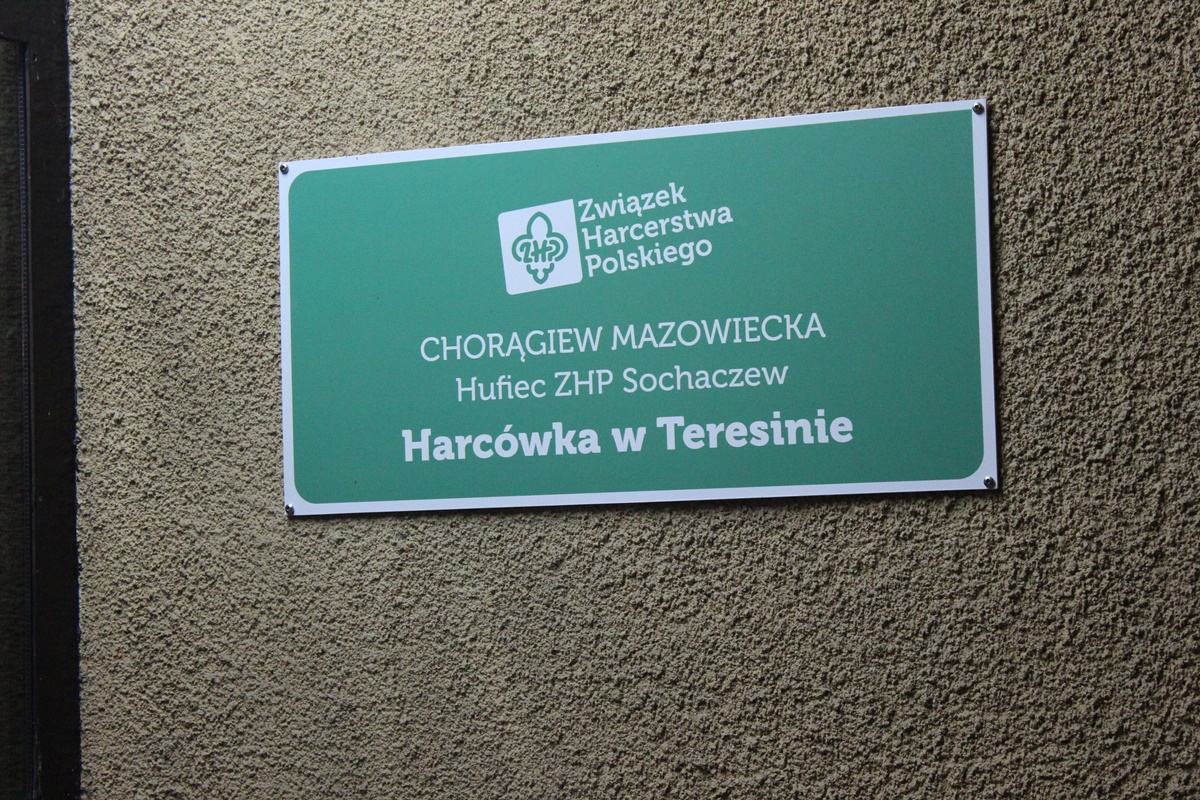 ZHP
Związek
Harcerstwa
Polskiego
CHORĄGIEW MAZOWIECKA
Hufiec ZHP Sochaczew
Harcówka w Teresinie